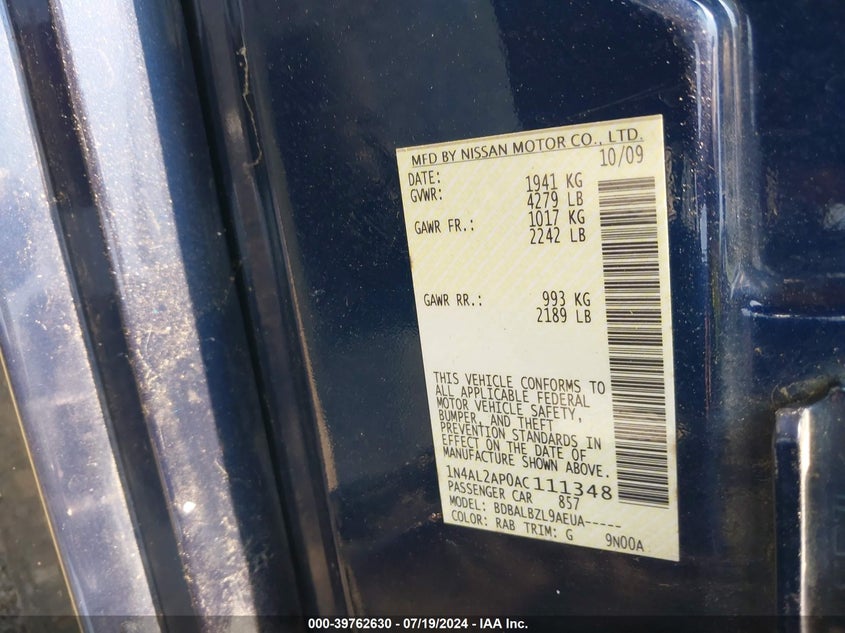 MFD BY NISSAN MOTOR CO., LTD.
DATE: 10/09
GVWR: 1941 KG
4279 LB
GAWR FR.: 1017 KG
2242 LB
GAWR RR.: 993 KG
2189 LB
THIS VEHICLE CONFORMS TO
ALL APPLICABLE FEDERAL
MOTOR VEHICLE SAFETY,
BUMPER, AND THEFT
PREVENTION STANDARDS IN
EFFECT ON THE DATE OF
MANUFACTURE SHOWN ABOVE.
1N4AL2AP0AC111348
PASSENGER CAR 857
MODEL: BDBALBZL9AEUA-----
COLOR: RAB TRIM: G 9N00A
000-39762630 - 07/19/2024 - IAA Inc.